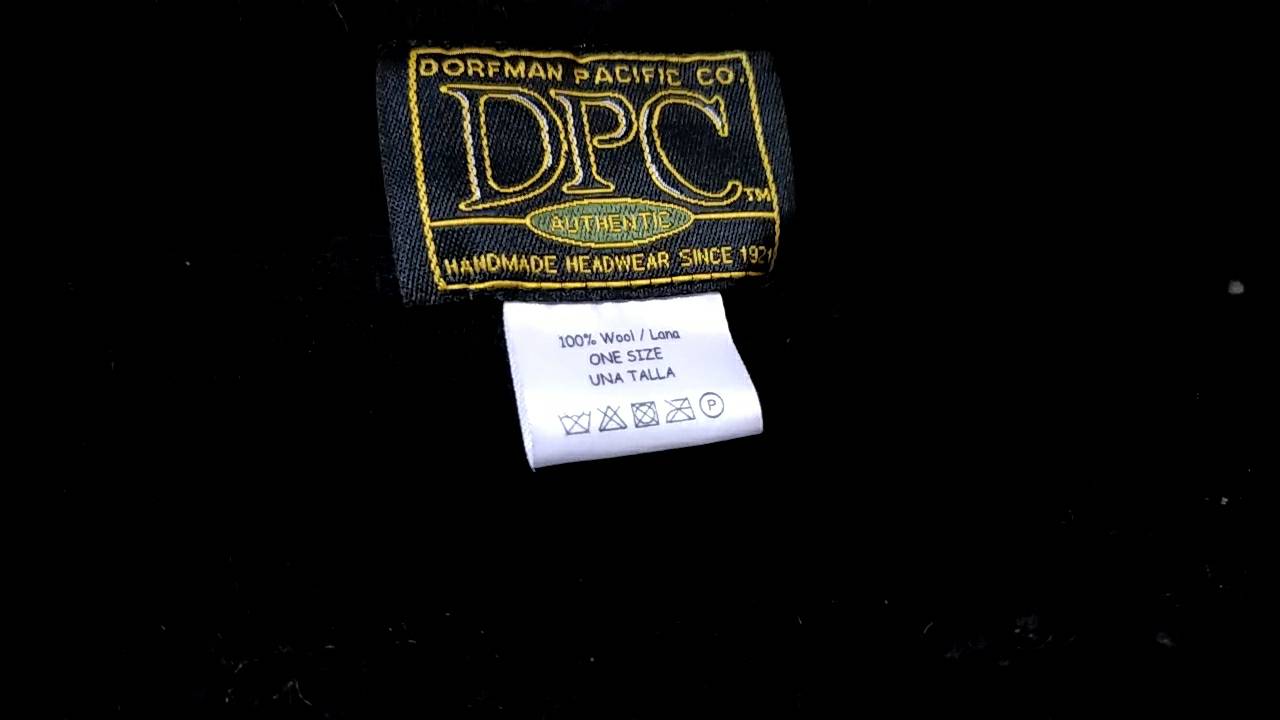 DORFMAN PACIFIC CO.
DPC TM
AUTHENTIC
HANDMADE HEADWEAR SINCE 1921
100% Wool / Lana
ONE SIZE
UNA TALLA
P